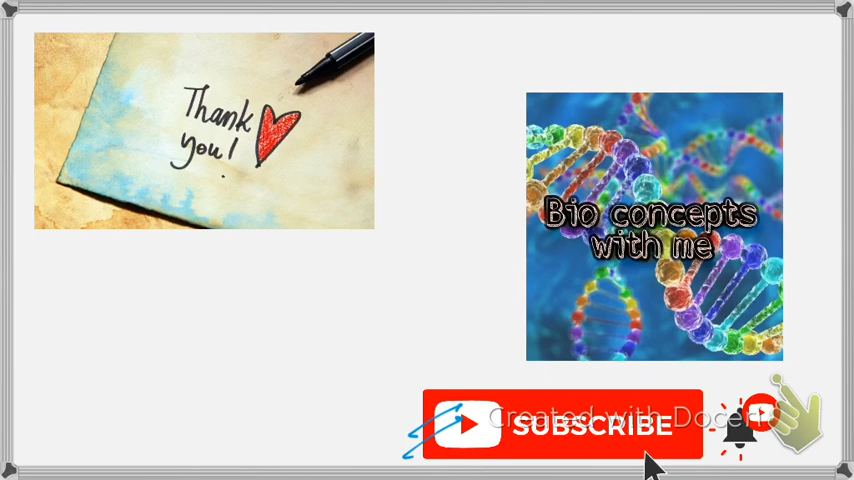 Thank
you!
Bio concepts
with me
SUBSCRIBE
Created with Doceri